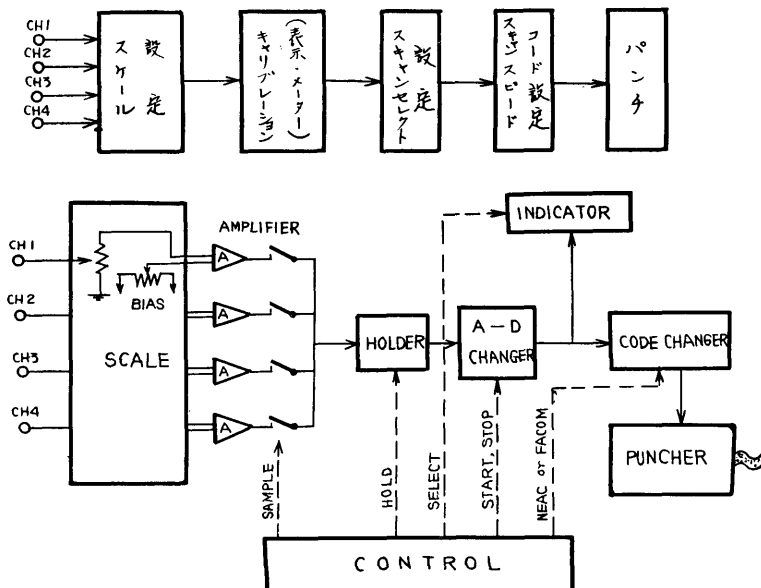 CH1
CH2
CH3
CH4
スケール
設定
キャリブレーション
(表示・メーター)
スキャンセレクト
設定
スキャンスピード
コード設定
パンチ
AMPLIFIER
INDICATOR
CH1
CH2
CH3
CH4
BIAS
SCALE
A
A
A
A
HOLDER
A-D
CHANGER
CODE CHANGER
PUNCHER
SAMPLE
HOLD
SELECT
START, STOP
NEAC or FACOM
CONTROL